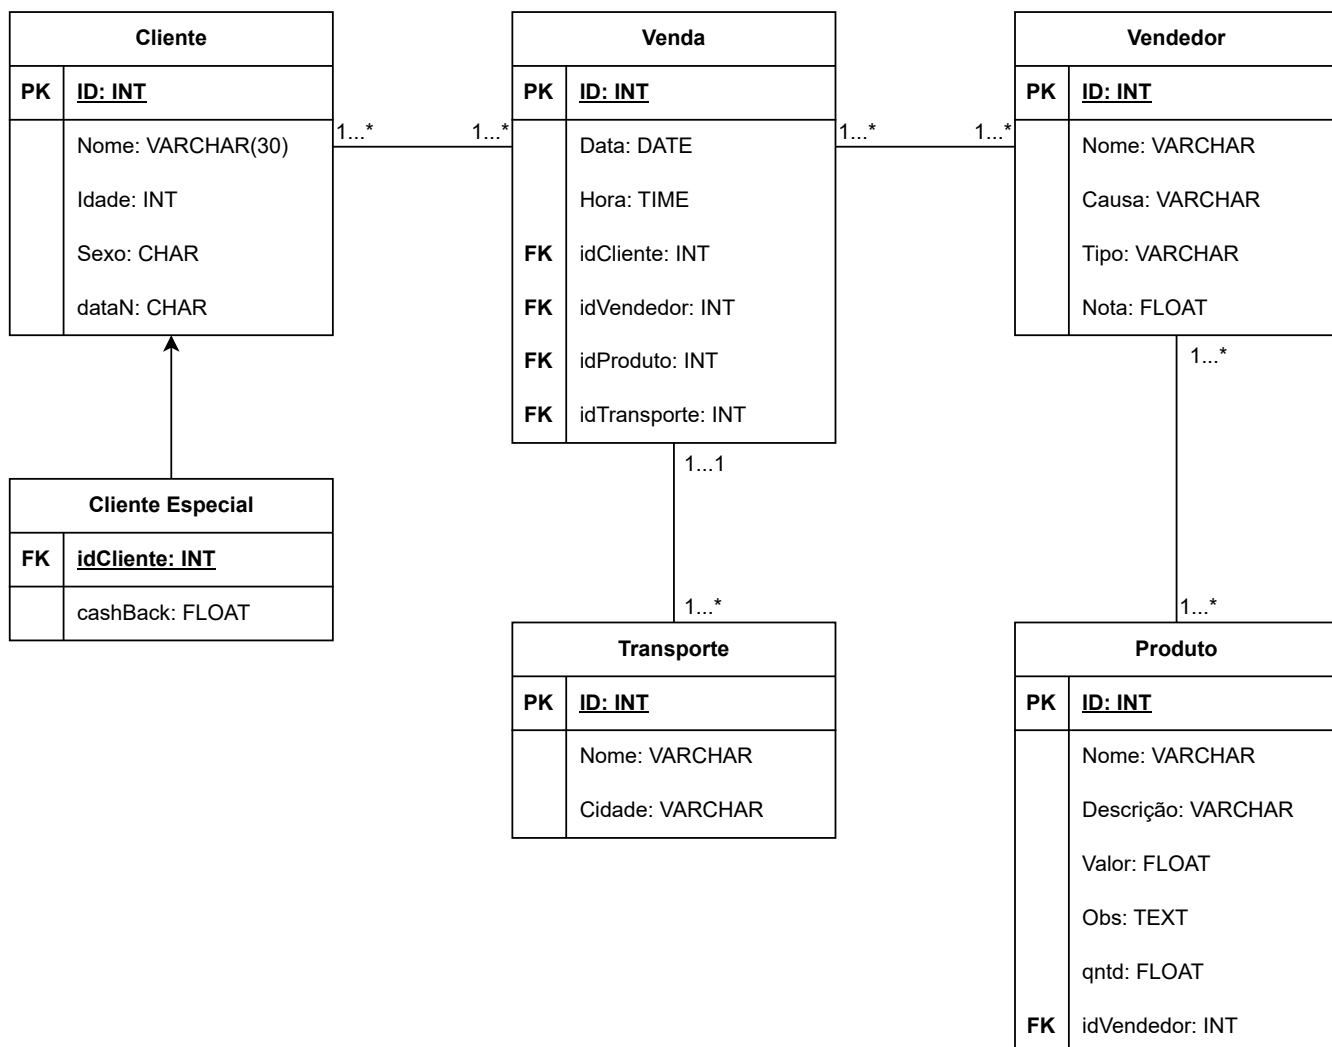 Cliente
PK ID: INT
Nome: VARCHAR(30)
Idade: INT
Sexo: CHAR
dataN: CHAR
1...*
1...*
Venda
PK ID: INT
Data: DATE
Hora: TIME
FK idCliente: INT
FK idVendedor: INT
FK idProduto: INT
FK idTransporte: INT
1...*
1...*
Vendedor
PK ID: INT
Nome: VARCHAR
Causa: VARCHAR
Tipo: VARCHAR
Nota: FLOAT
1...*
1...1
Cliente Especial
FK idCliente: INT
cashBack: FLOAT
1...*
Transporte
PK ID: INT
Nome: VARCHAR
Cidade: VARCHAR
1...*
Produto
PK ID: INT
Nome: VARCHAR
Descrição: VARCHAR
Valor: FLOAT
Obs: TEXT
qntd: FLOAT
FK idVendedor: INT